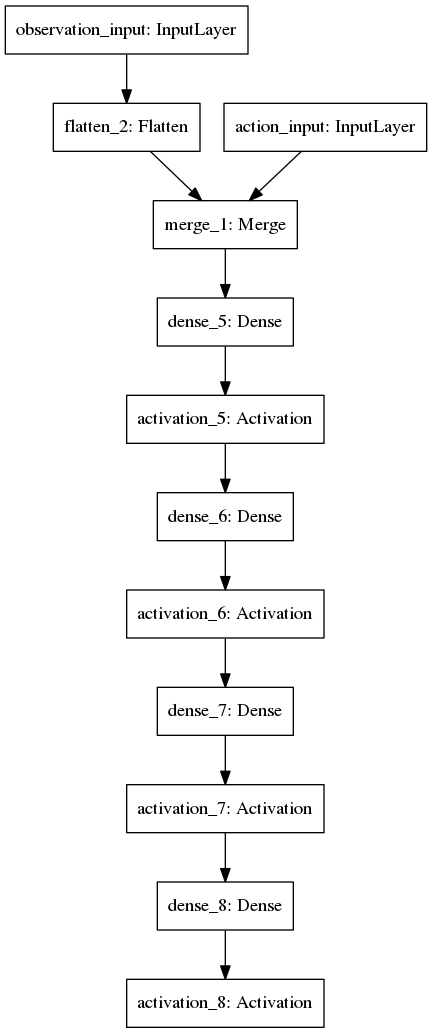 observation_input: InputLayer
flatten_2: Flatten
action_input: InputLayer
merge_1: Merge
dense_5: Dense
activation_5: Activation
dense_6: Dense
activation_6: Activation
dense_7: Dense
activation_7: Activation
dense_8: Dense
activation_8: Activation